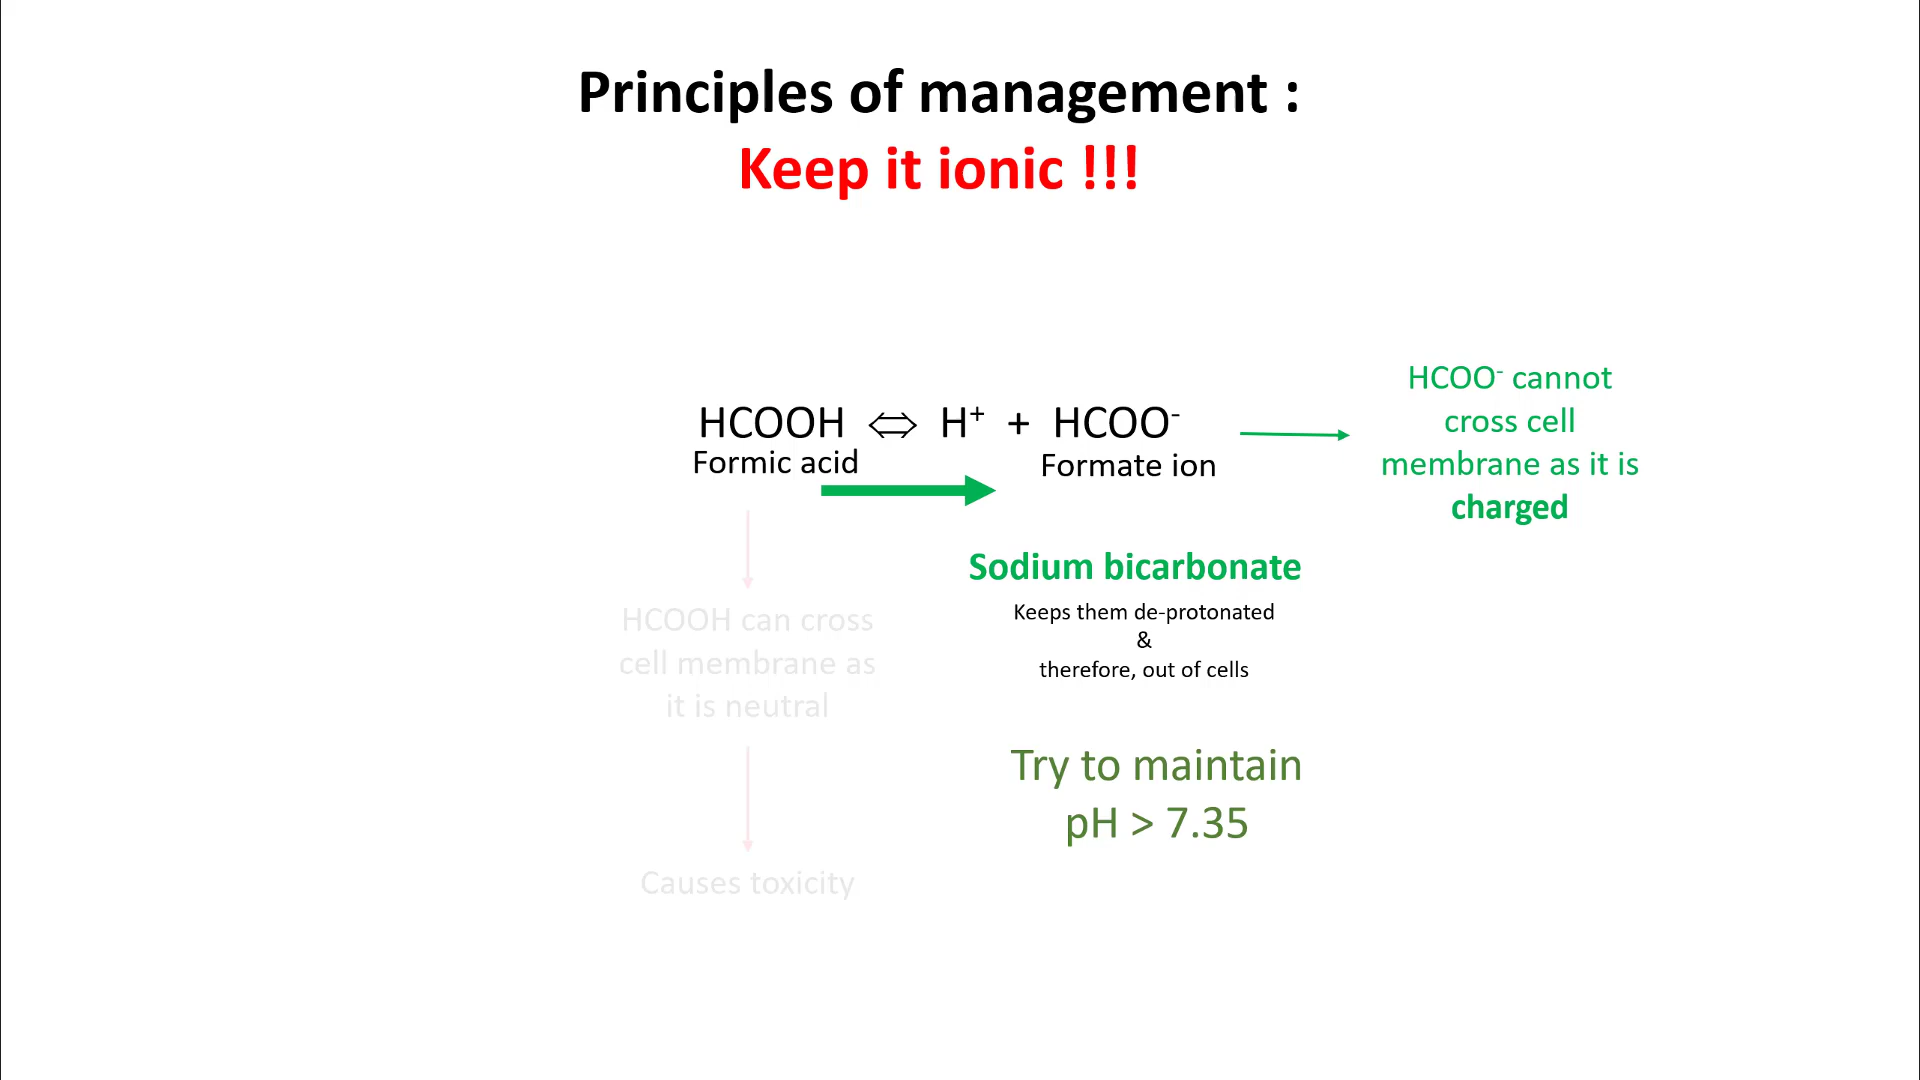 Principles of management :
Keep it ionic !!!
HCOOH ⇔ H⁺ + HCOO⁻
Formic acid
Formate ion
HCOO⁻ cannot
cross cell
membrane as it is
charged
Sodium bicarbonate
Keeps them de-protonated
&
therefore, out of cells
HCOOH can cross
cell membrane as
it is neutral
Try to maintain
pH > 7.35
Causes toxicity